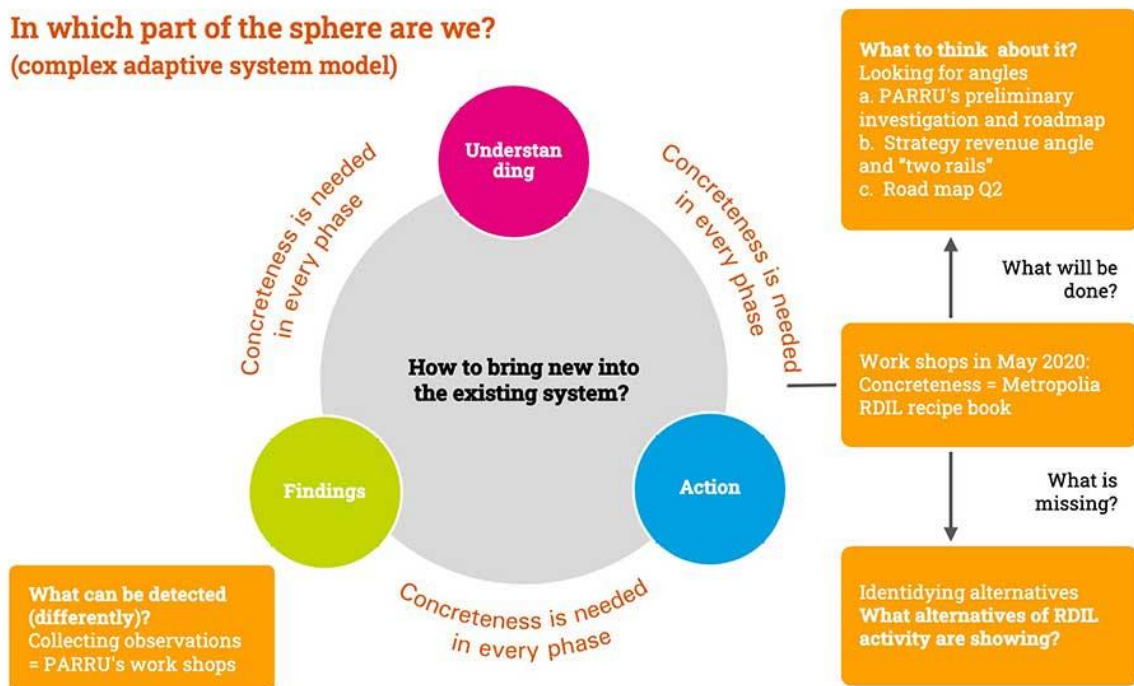 In which part of the sphere are we?
(complex adaptive system model)
Understan
ding
Concreteness is needed
in every phase
Concreteness is needed
in every phase
How to bring new into
the existing system?
Findings
Action
Concreteness is needed
in every phase
What can be detected
(differently)?
Collecting observations
= PARRU's work shops
What to think about it?
Looking for angles
a. PARRU's preliminary
investigation and roadmap
b. Strategy revenue angle
and "two rails"
c. Road map Q2
What will be
done?
Work shops in May 2020:
Concreteness = Metropolia
RDIL recipe book
What is
missing?
Identidying alternatives
What alternatives of RDIL
activity are showing?